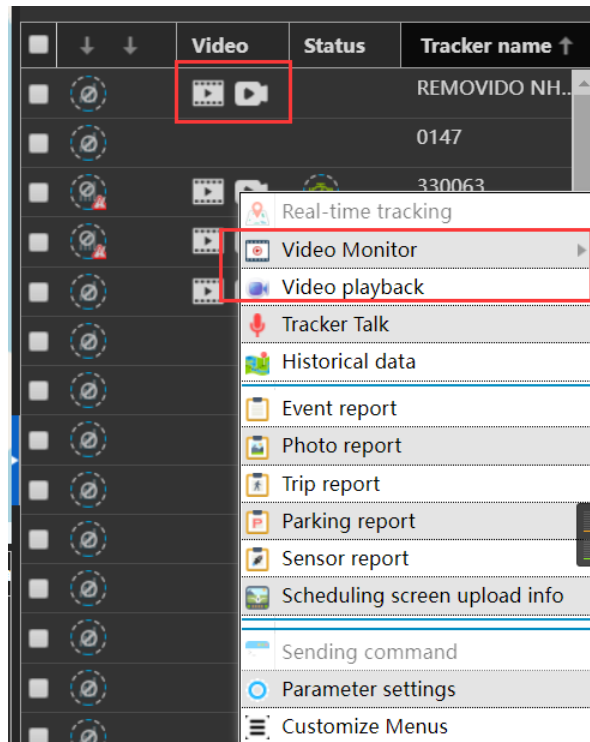 Video Status Tracker name
REMOVIDO NH..
0147
330063
Real-time tracking
Video Monitor
Video playback
Tracker Talk
Historical data
Event report
Photo report
Trip report
Parking report
Sensor report
Scheduling screen upload info
Sending command
Parameter settings
Customize Menus